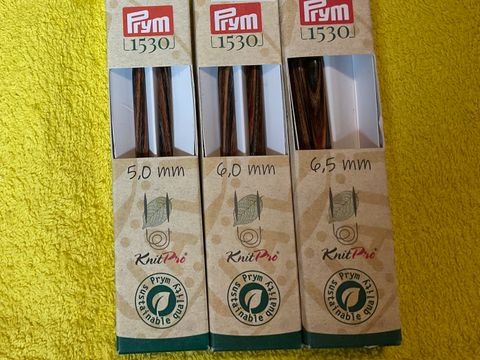 Prym
1530
5,0 mm
KnitPro®
Prym
sustainable quality
Prym
1530
6,0 mm
KnitPro®
Prym
sustainable quality
Prym
1530
6,5 mm
KnitPro®
Prym
sustainable quality